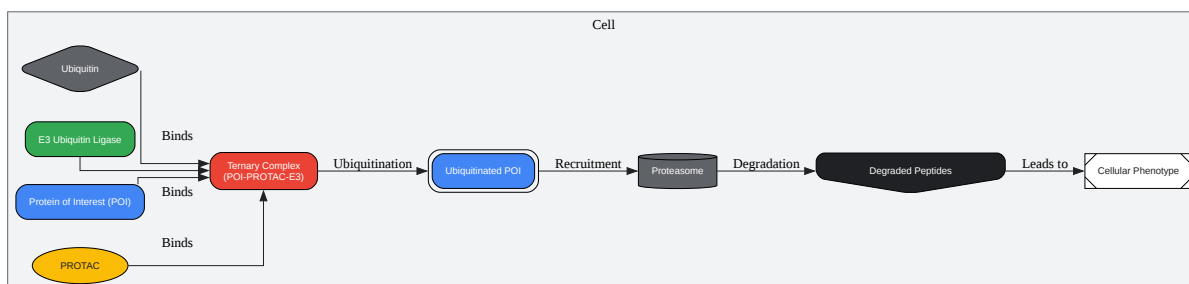 Cell
Ubiquitin
E3 Ubiquitin Ligase
Binds
Protein of Interest (POI)
Binds
PROTAC
Binds
Ternary Complex
(POI-PROTAC-E3)
Ubiquitination
Ubiquitinated POI
Recruitment
Proteasome
Degradation
Degraded Peptides
Leads to
Cellular Phenotype